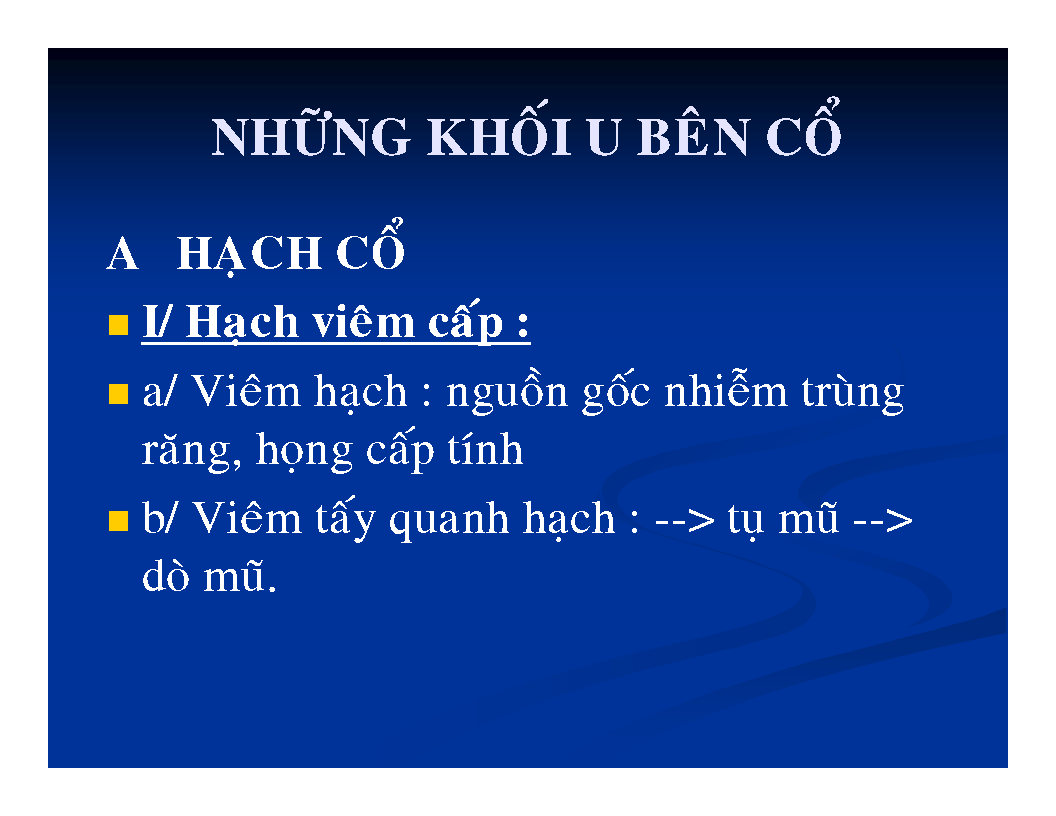 NHỮNG KHỐI U BÊN CỔ
A HẠCH CỔ
I/ Hạch viêm cấp :
a/ Viêm hạch : nguồn gốc nhiễm trùng
răng, họng cấp tính
b/ Viêm tấy quanh hạch : --> tụ mũ -->
dò mũ.